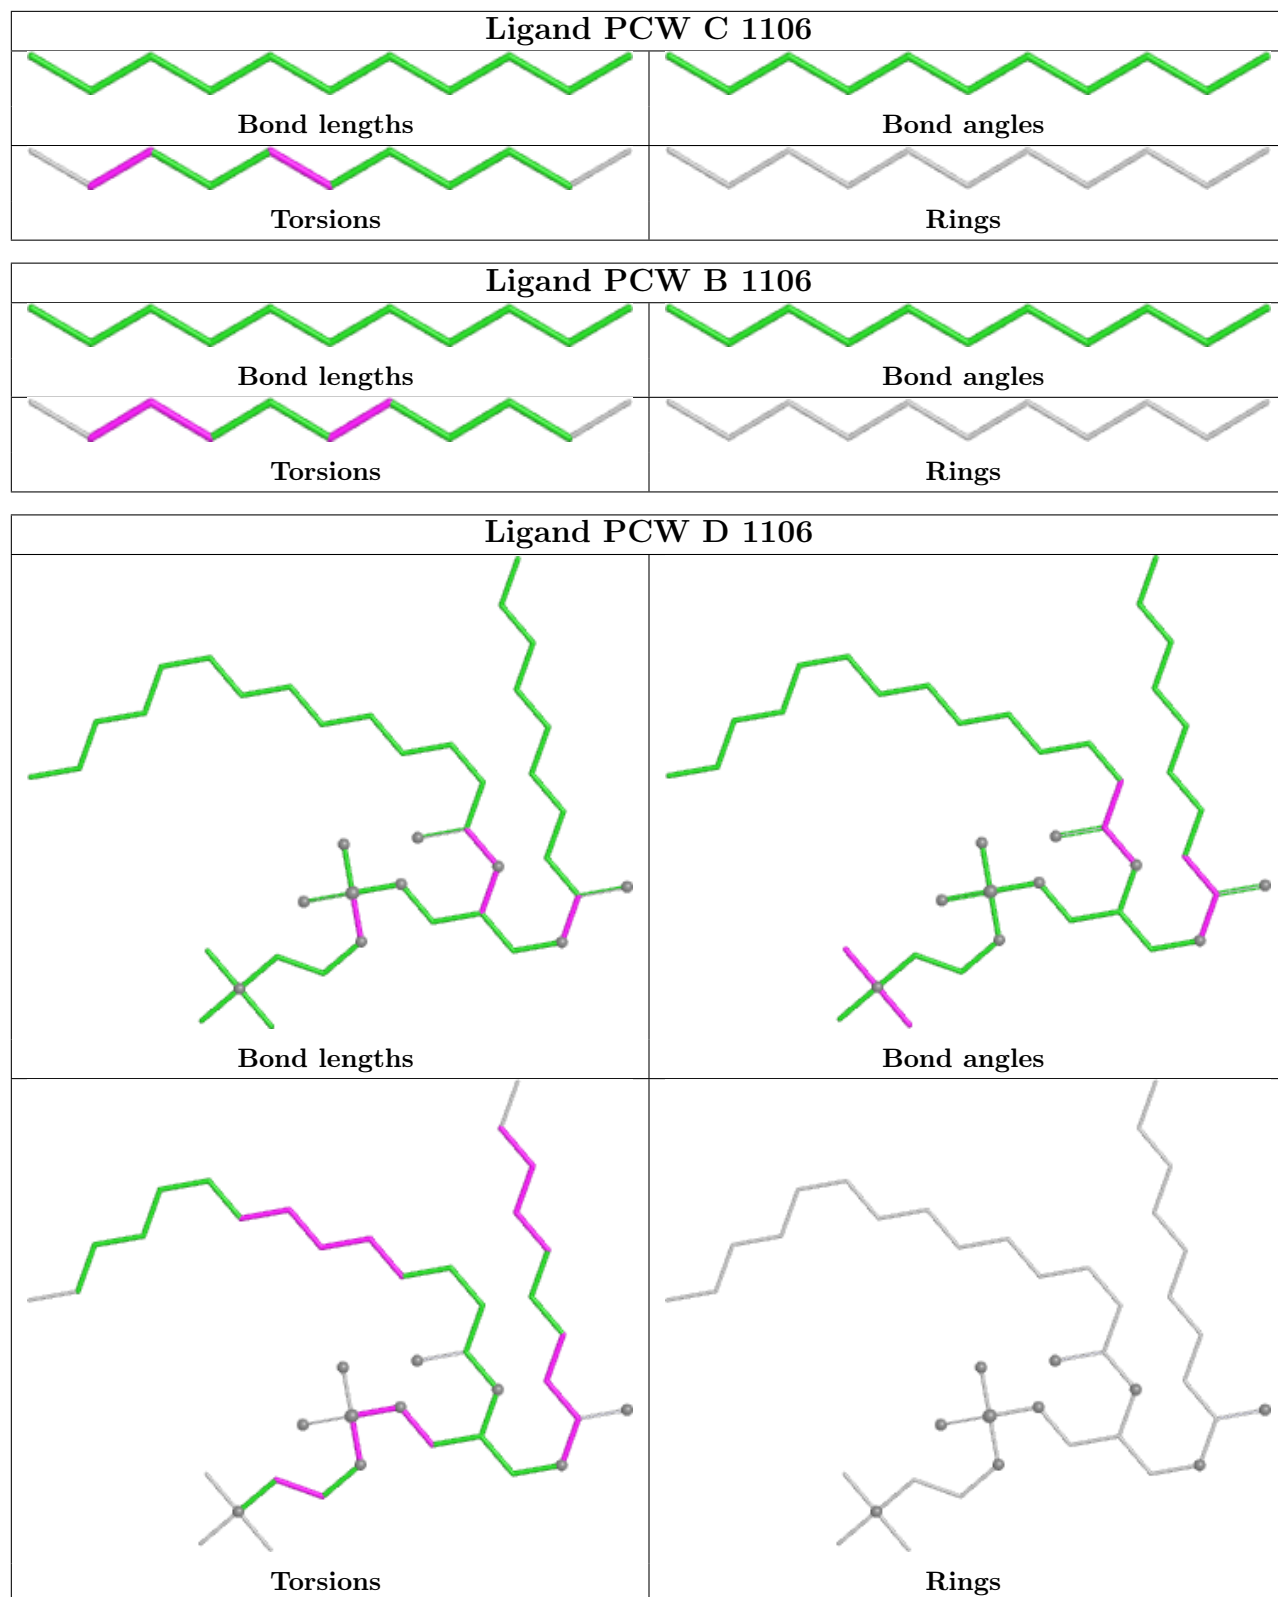 Ligand PCW C 1106
Bond lengths
Bond angles
Torsions
Rings
Ligand PCW B 1106
Bond lengths
Bond angles
Torsions
Rings
Ligand PCW D 1106
Bond lengths
Bond angles
Torsions
Rings